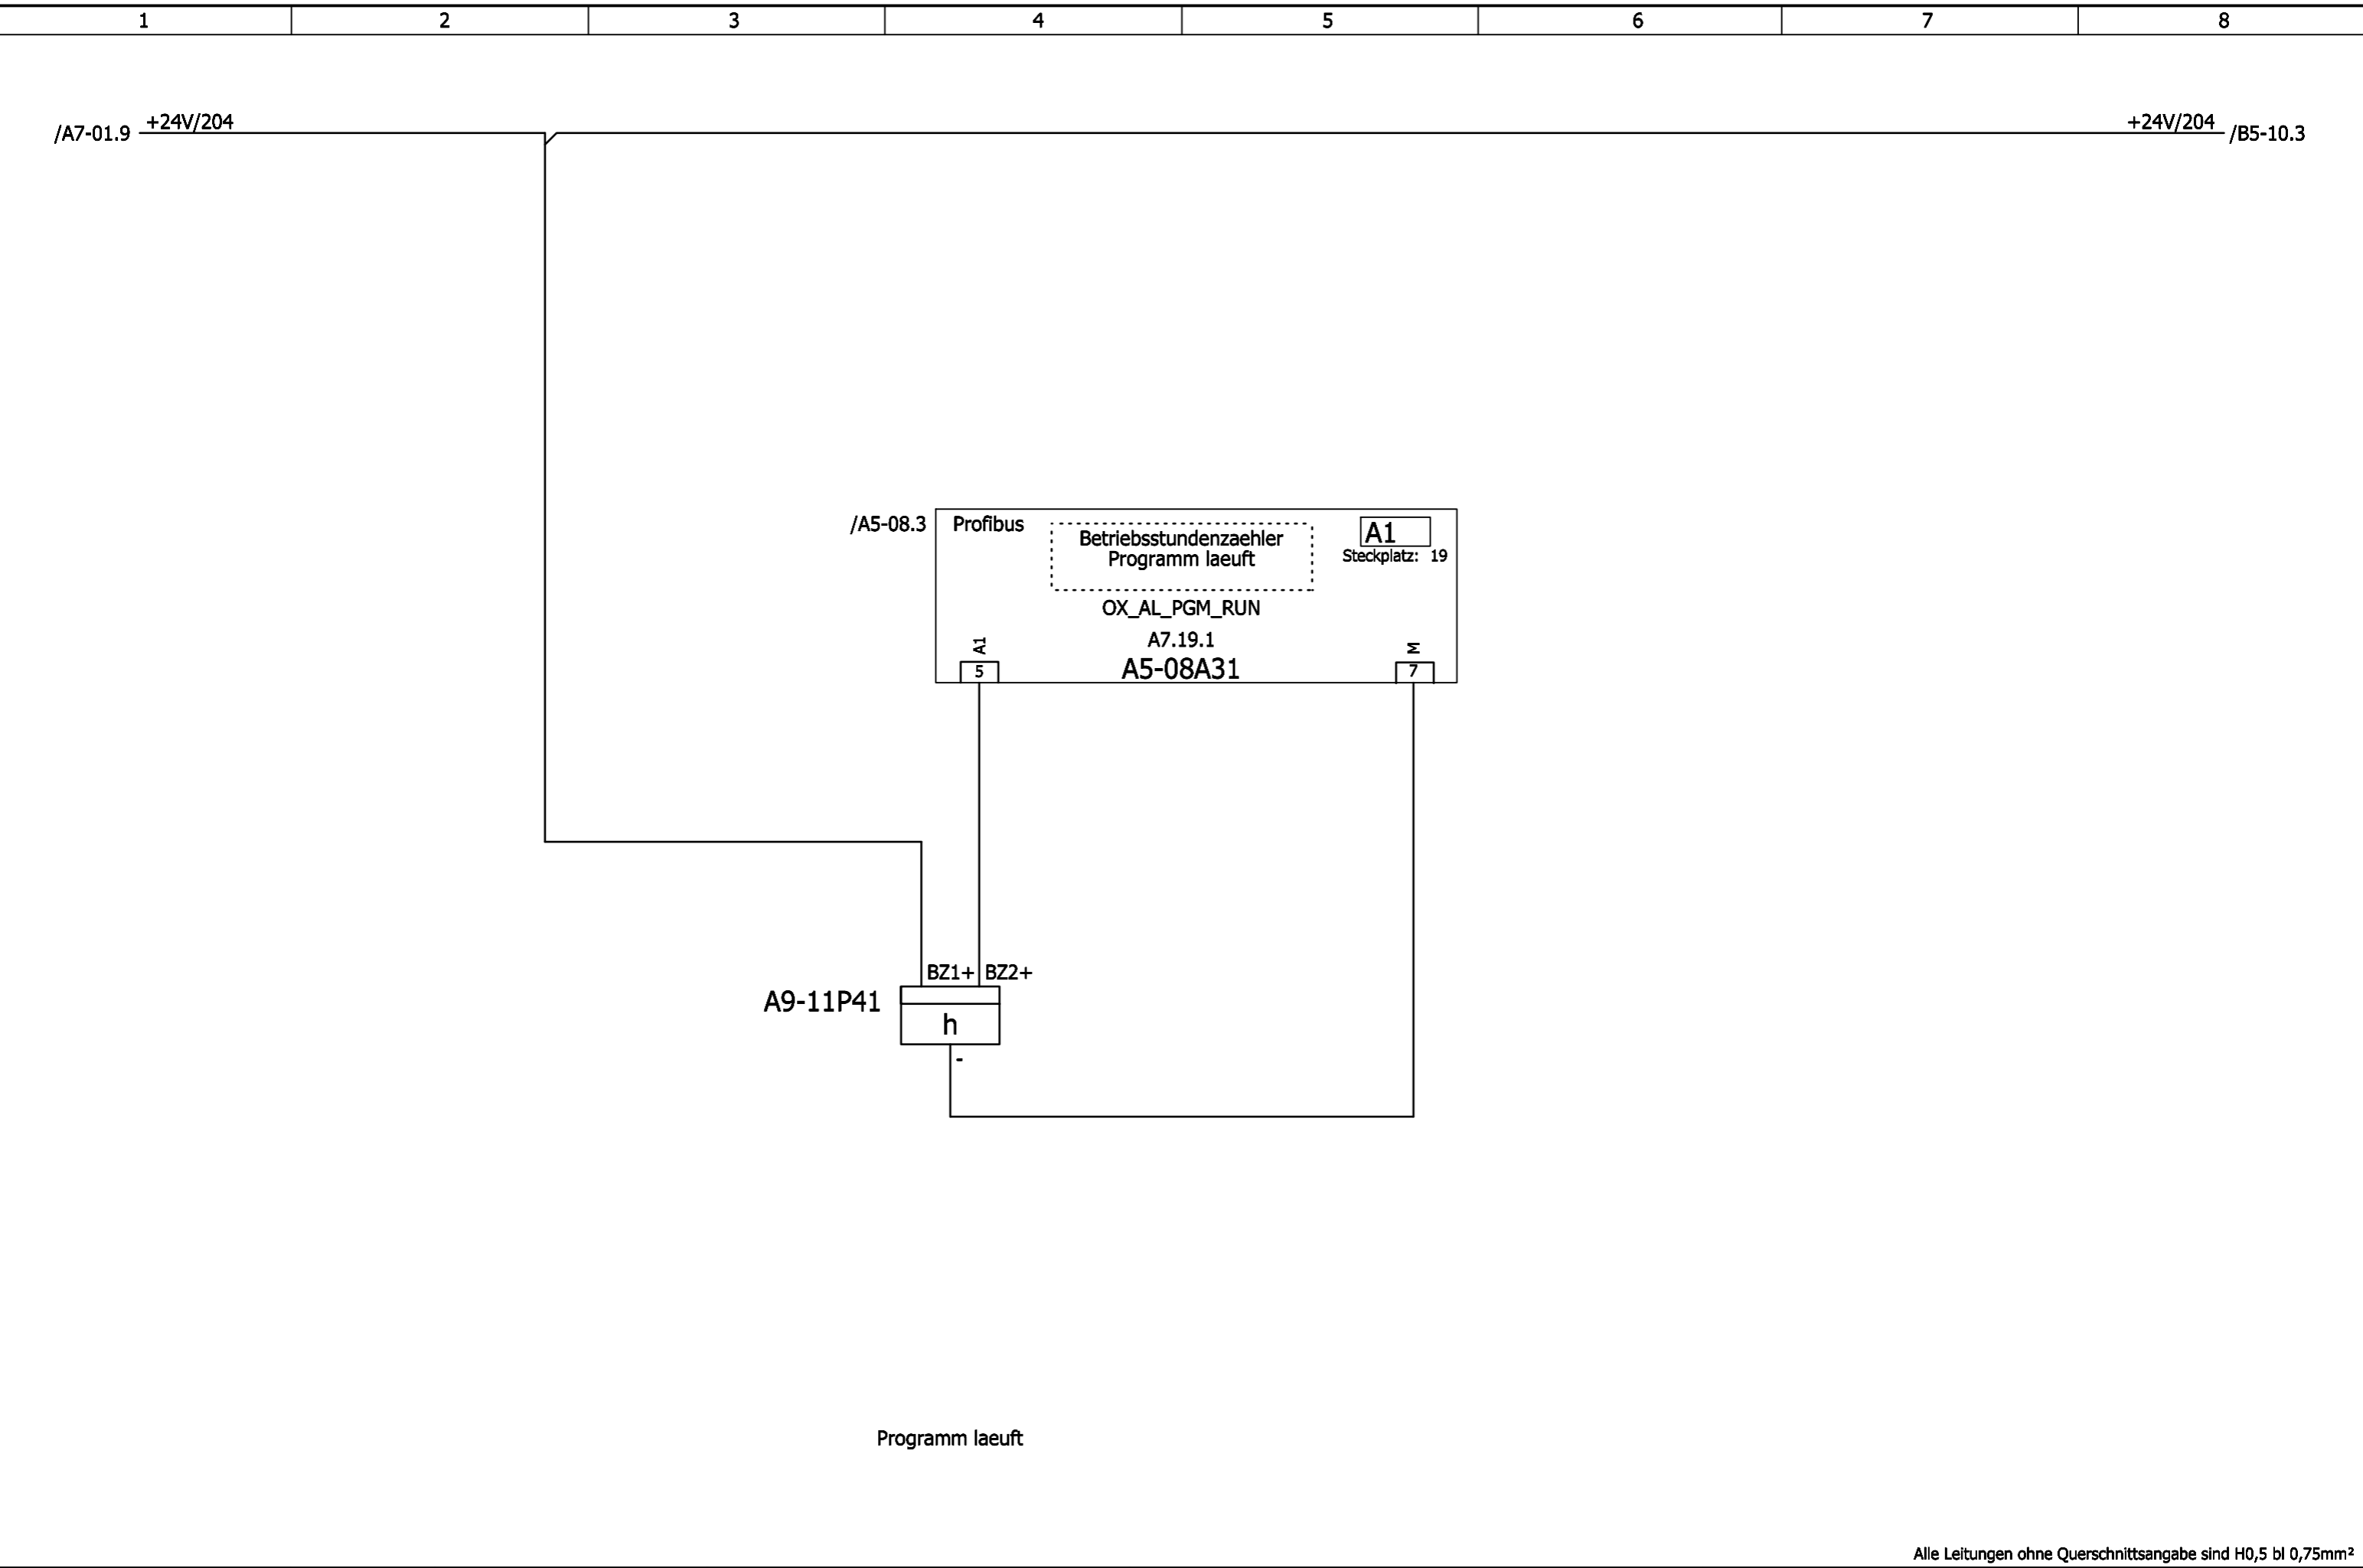 1 2 3 4 5 6 7 8
+24V/204 +24V/204
/A7-01.9 /B5-10.3
/A5-08.3 Profibus A1
Betriebsstundenzaehler
Programm laeuft Steckplatz: 19
OX_AL_PGM_RUN
A7.19.1
A1 M
5 A5-08A31 7
BZ1+ BZ2+
A9-11P41
h
-
Programm laeuft
Alle Leitungen ohne Querschnittsangabe sind H0,5 bl 0,75mm²